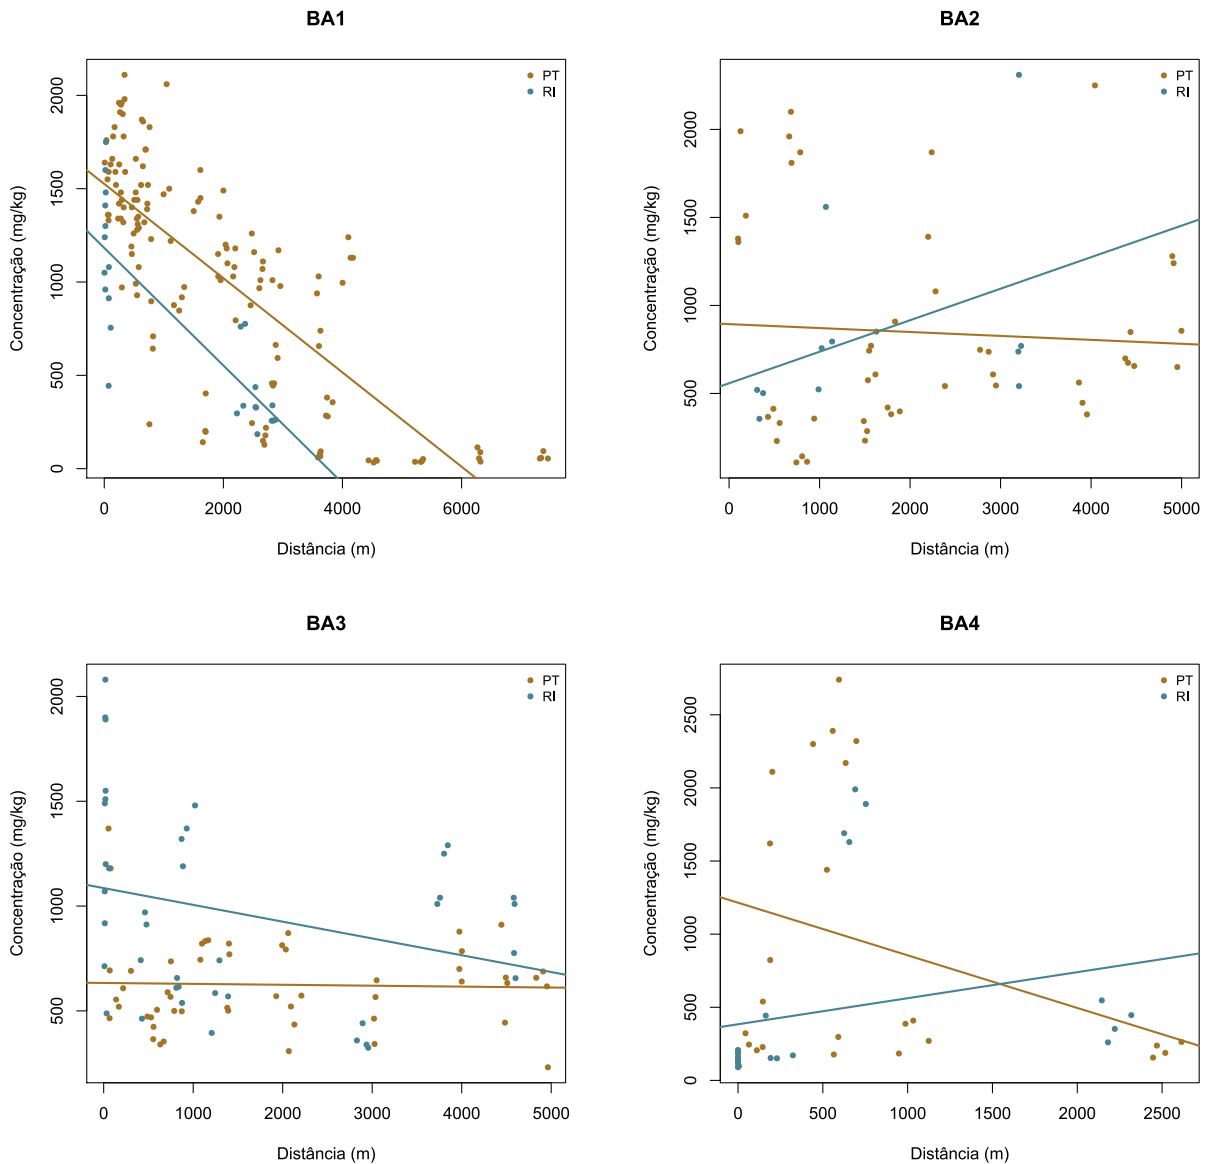 BA1
PT
RI
Concentração (mg/kg)
2000
1500
1000
500
0
0 2000 4000 6000
Distância (m)
BA2
PT
RI
Concentração (mg/kg)
2000
1500
1000
500
0 1000 2000 3000 4000 5000
Distância (m)
BA3
PT
RI
Concentração (mg/kg)
2000
1500
1000
500
0 1000 2000 3000 4000 5000
Distância (m)
BA4
PT
RI
Concentração (mg/kg)
2500
2000
1500
1000
500
0
0 500 1000 1500 2000 2500
Distância (m)